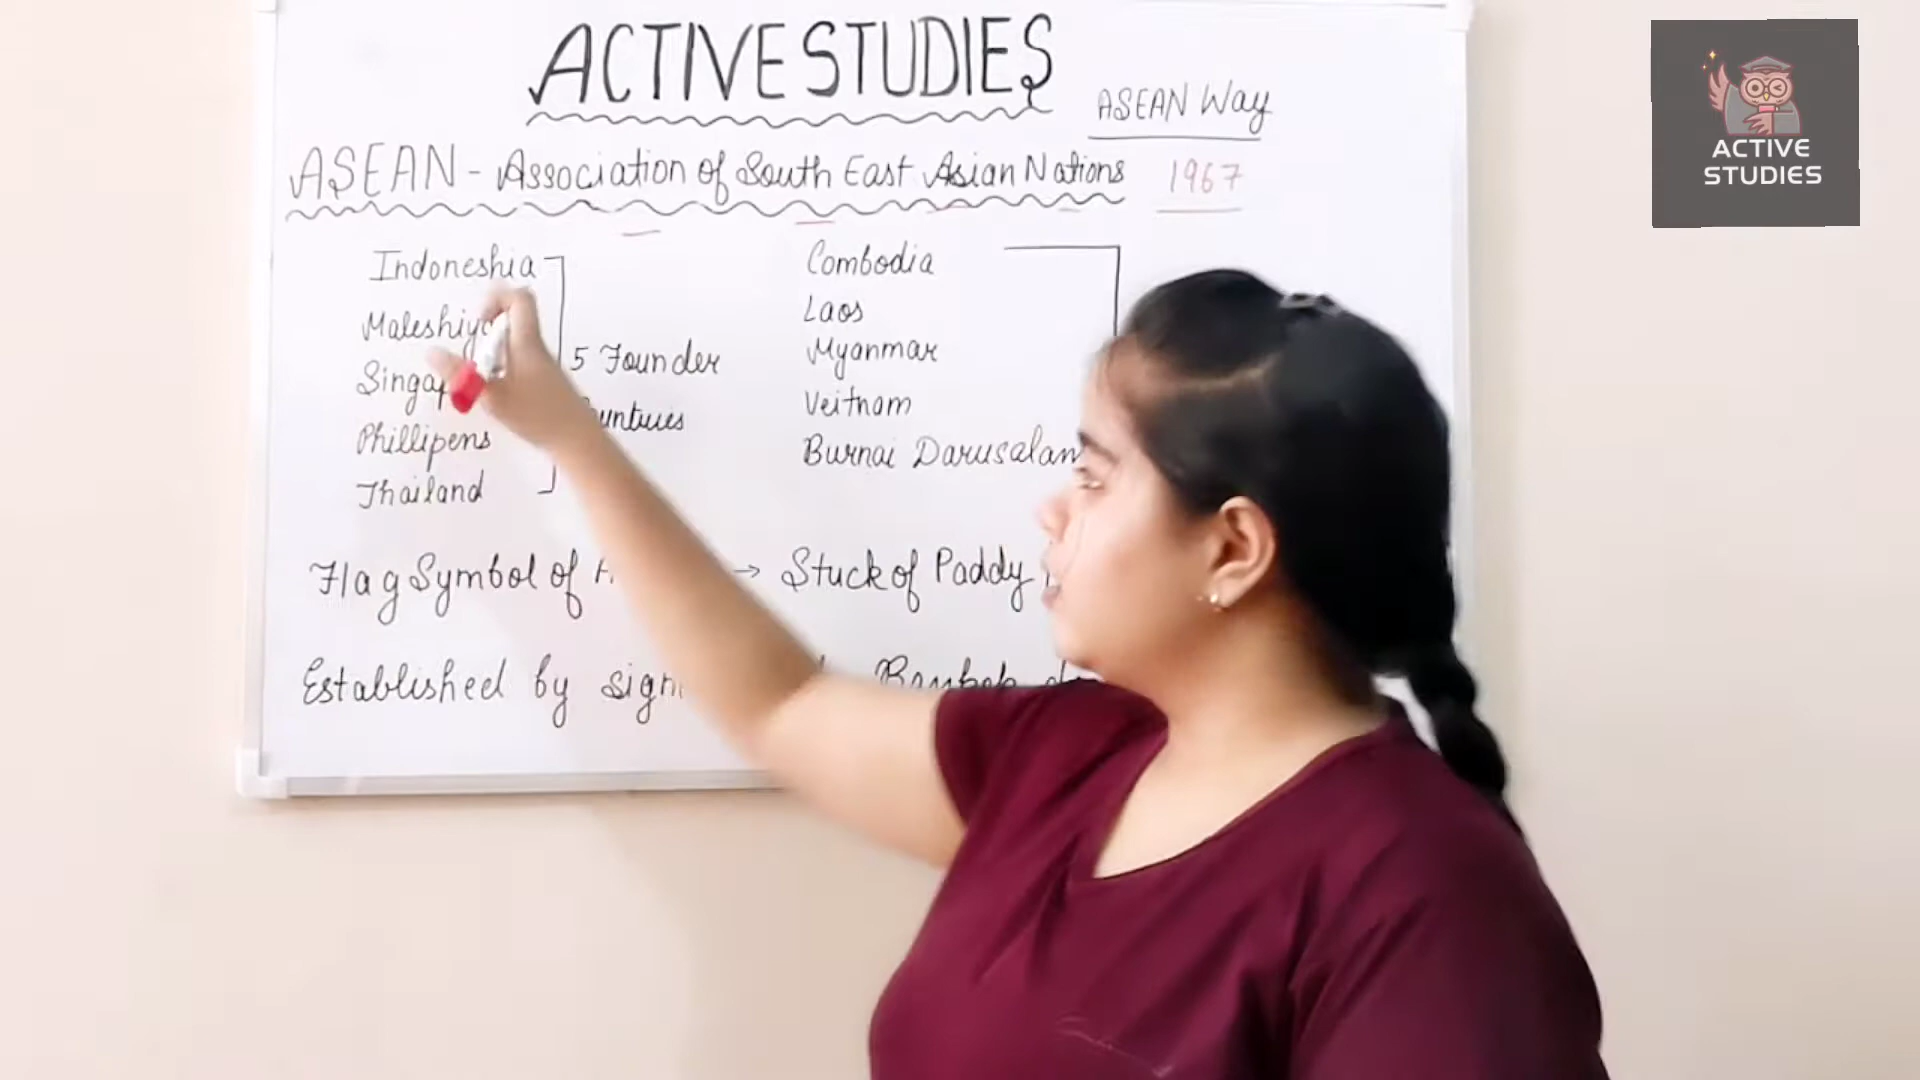 ACTIVE STUDIES
ASEAN Way
ASEAN - Association of South East Asian Nations 1967
Indoneshia
Maleshiya
5 Founder
Phillipens
Thailand
Combodia
Laos
Myanmar
Veitnam
Burnai Darusalam
Flag Symbol of → Stuck of Paddy
Established by
ACTIVE
STUDIES